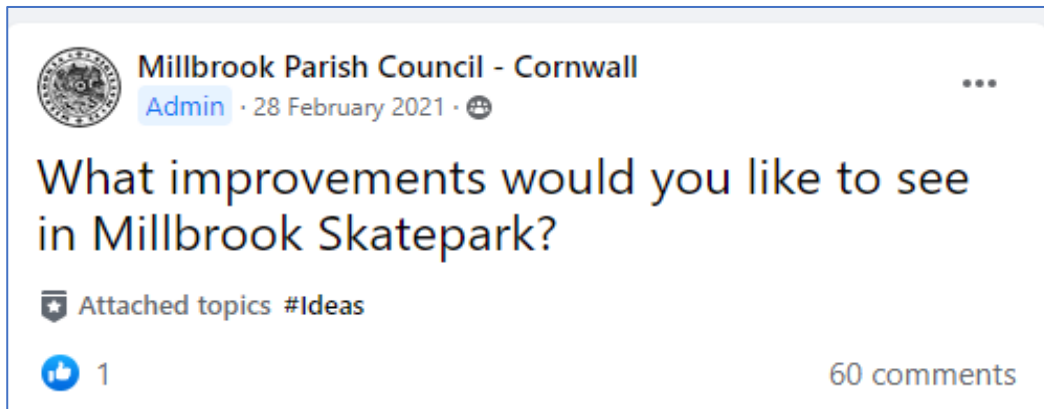 Millbrook Parish Council - Cornwall
Admin · 28 February 2021 ·
What improvements would you like to see
in Millbrook Skatepark?
Attached topics #Ideas
1
60 comments